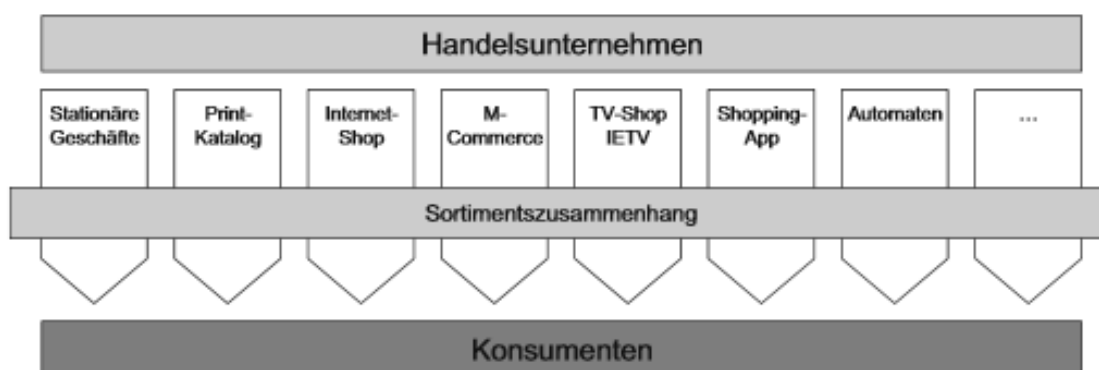 Handelsunternehmen
Stationäre
Geschäfte
Print-
Katalog
Internet-
Shop
M-
Commerce
TV-Shop
IETV
Shopping-
App
Automaten
...
Sortimentszusammenhang
Konsumenten